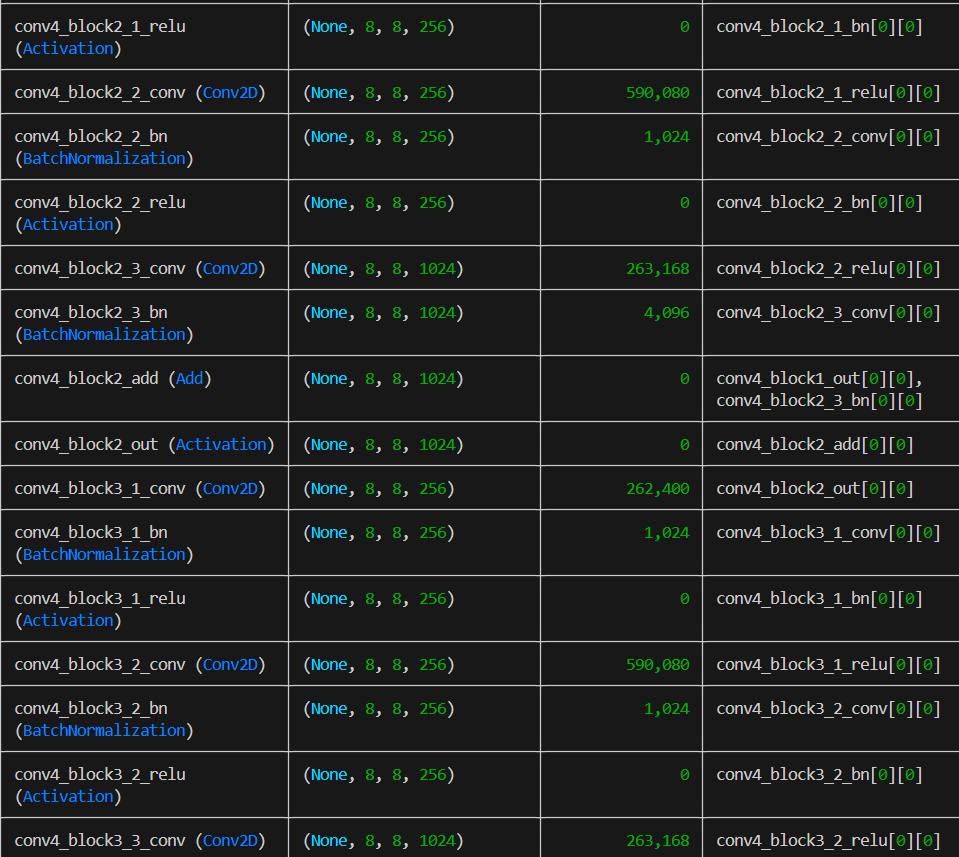 conv4_block2_1_relu (None, 8, 8, 256) 0 conv4_block2_1_bn[0][0]
(Activation)
conv4_block2_2_conv (Conv2D) (None, 8, 8, 256) 590,080 conv4_block2_1_relu[0][0]
conv4_block2_2_bn (None, 8, 8, 256) 1,024 conv4_block2_2_conv[0][0]
(BatchNormalization)
conv4_block2_2_relu (None, 8, 8, 256) 0 conv4_block2_2_bn[0][0]
(Activation)
conv4_block2_3_conv (Conv2D) (None, 8, 8, 1024) 263,168 conv4_block2_2_relu[0][0]
conv4_block2_3_bn (None, 8, 8, 1024) 4,096 conv4_block2_3_conv[0][0]
(BatchNormalization)
conv4_block2_add (Add) (None, 8, 8, 1024) 0 conv4_block1_out[0][0],
conv4_block2_3_bn[0][0]
conv4_block2_out (Activation) (None, 8, 8, 1024) 0 conv4_block2_add[0][0]
conv4_block3_1_conv (Conv2D) (None, 8, 8, 256) 262,400 conv4_block2_out[0][0]
conv4_block3_1_bn (None, 8, 8, 256) 1,024 conv4_block3_1_conv[0][0]
(BatchNormalization)
conv4_block3_1_relu (None, 8, 8, 256) 0 conv4_block3_1_bn[0][0]
(Activation)
conv4_block3_2_conv (Conv2D) (None, 8, 8, 256) 590,080 conv4_block3_1_relu[0][0]
conv4_block3_2_bn (None, 8, 8, 256) 1,024 conv4_block3_2_conv[0][0]
(BatchNormalization)
conv4_block3_2_relu (None, 8, 8, 256) 0 conv4_block3_2_bn[0][0]
(Activation)
conv4_block3_3_conv (Conv2D) (None, 8, 8, 1024) 263,168 conv4_block3_2_relu[0][0]